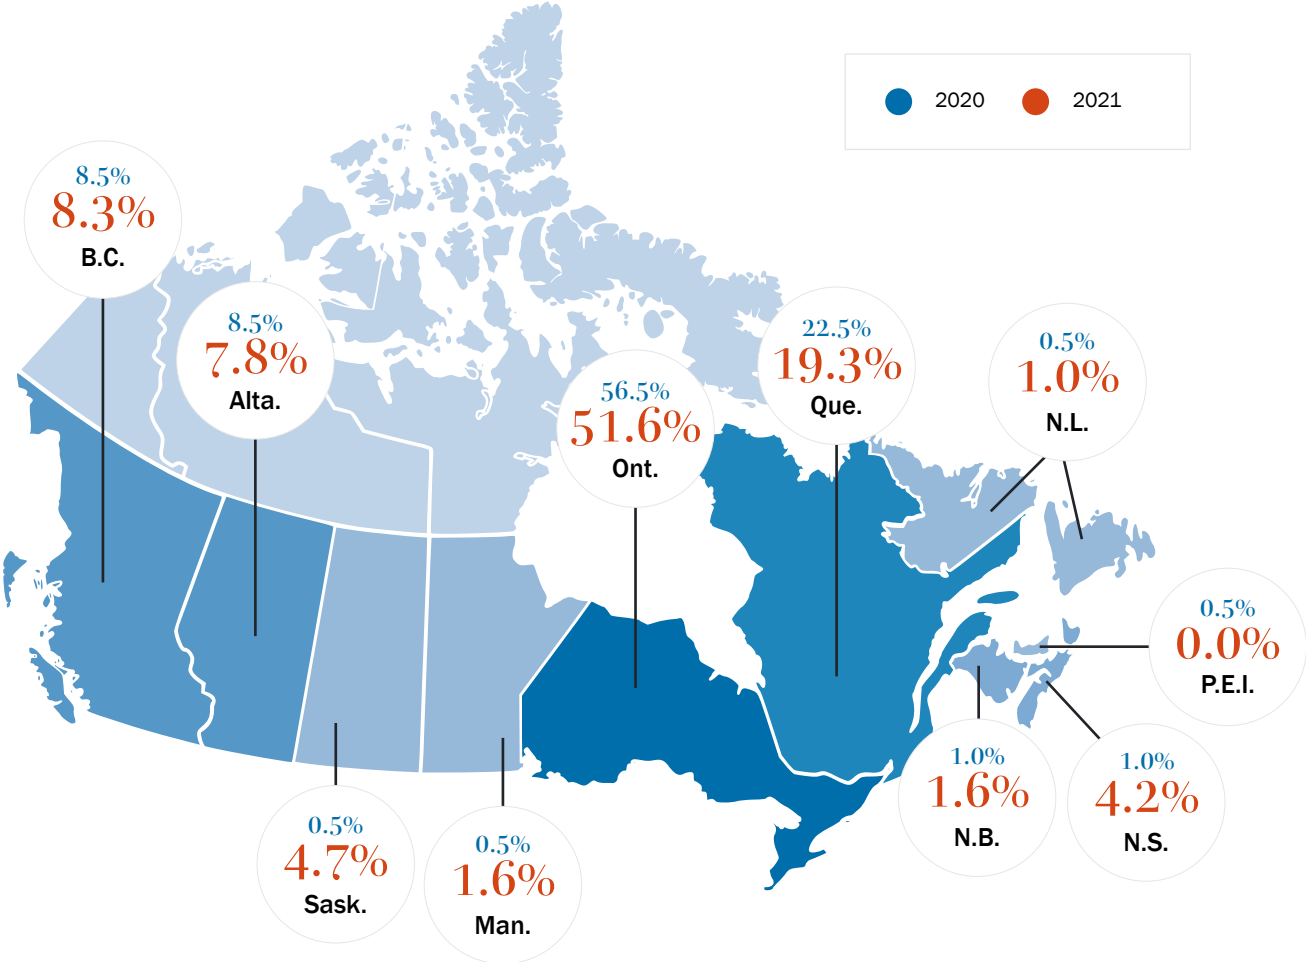 2020
2021
8.5%
8.3%
B.C.
8.5%
7.8%
Alta.
56.5%
51.6%
Ont.
22.5%
19.3%
Que.
0.5%
1.0%
N.L.
0.5%
0.0%
P.E.I.
0.5%
4.7%
Sask.
0.5%
1.6%
Man.
1.0%
1.6%
N.B.
1.0%
4.2%
N.S.